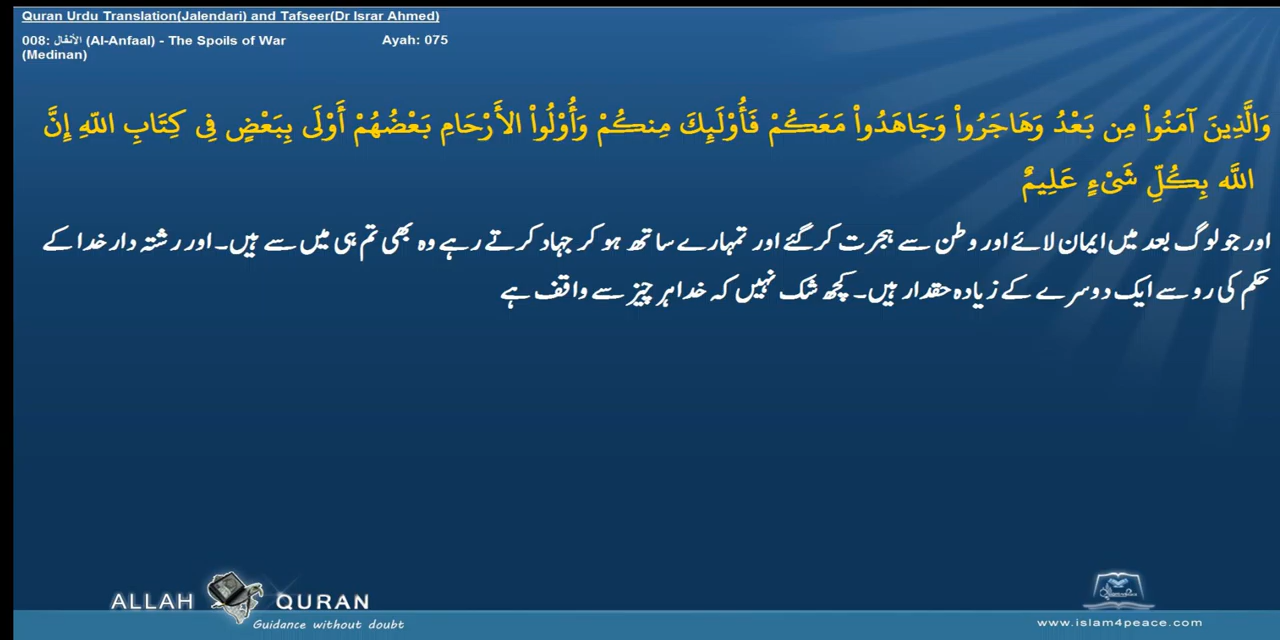 Quran Urdu Translation(Jalendari) and Tafseer(Dr Israr Ahmed)
008: الأنفال (Al-Anfaal) - The Spoils of War
(Medinan)
Ayah: 075
وَالَّذِينَ آمَنُواْ مِن بَعْدُ وَهَاجَرُواْ وَجَاهَدُواْ مَعَكُمْ فَأُوْلَـئِكَ مِنكُمْ وَأُوْلُواْ الأَرْحَامِ بَعْضُهُمْ أَوْلَى بِبَعْضٍ فِى كِتَابِ اللّهِ إِنَّ
اللَّه بِكُلِّ شَىْءٍ عَلِيمٌ
اور جو لوگ بعد میں ایمان لائے اور وطن سے ہجرت کر گئے اور تمہارے ساتھ ہو کر جہاد کرتے رہے وہ بھی تم ہی میں سے ہیں۔ اور رشتہ دار خدا کے
حکم کی رو سے ایک دوسرے کے زیادہ حقدار ہیں۔ کچھ شک نہیں کہ خدا ہر چیز سے واقف ہے
ALLAH QURAN
Guidance without doubt
www.islam4peace.com